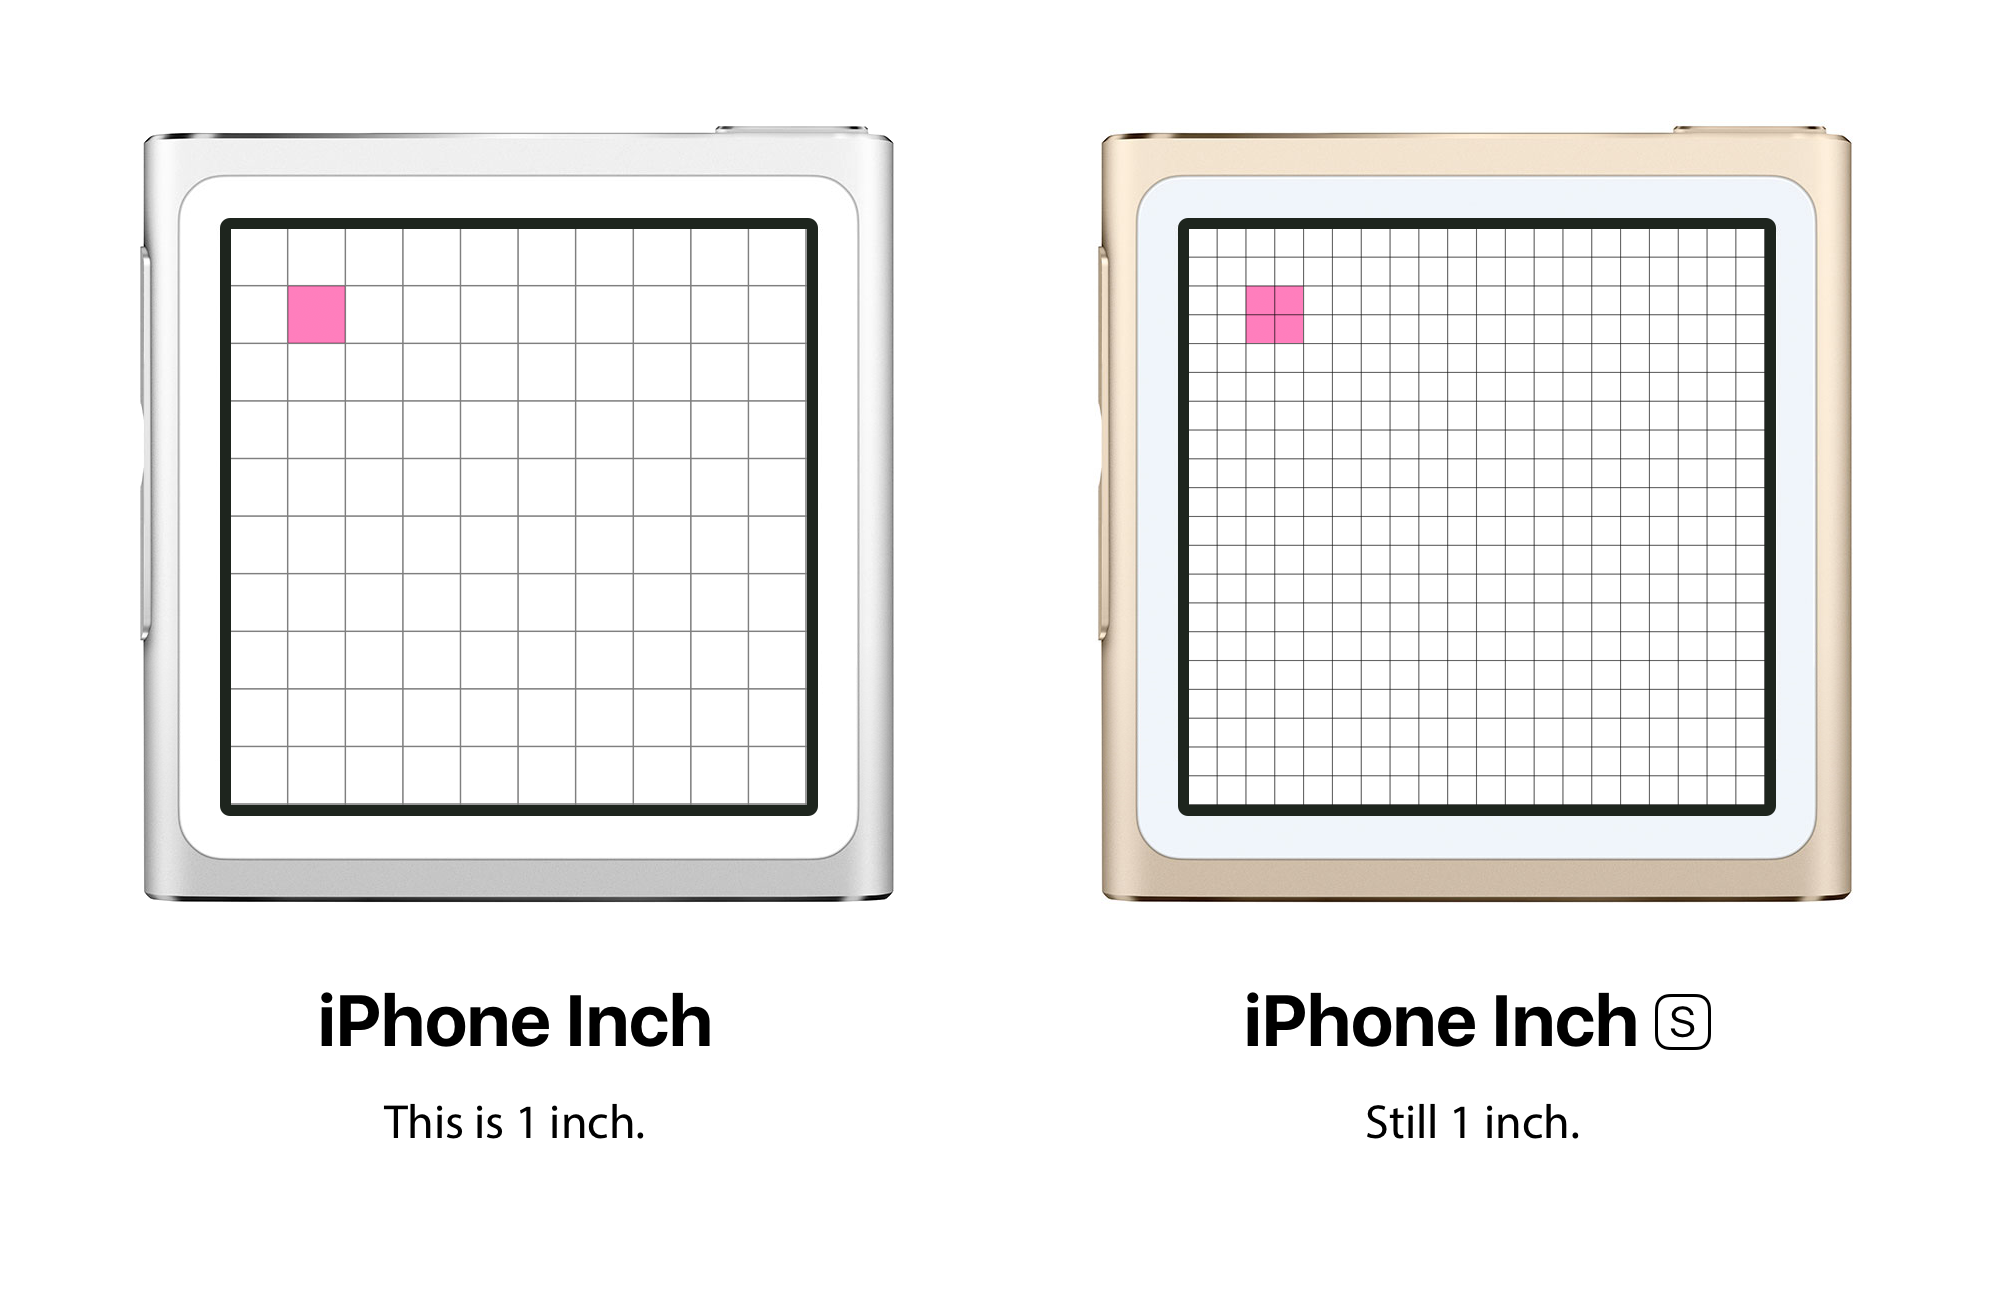 iPhone Inch
This is 1 inch.
iPhone Inch S
Still 1 inch.